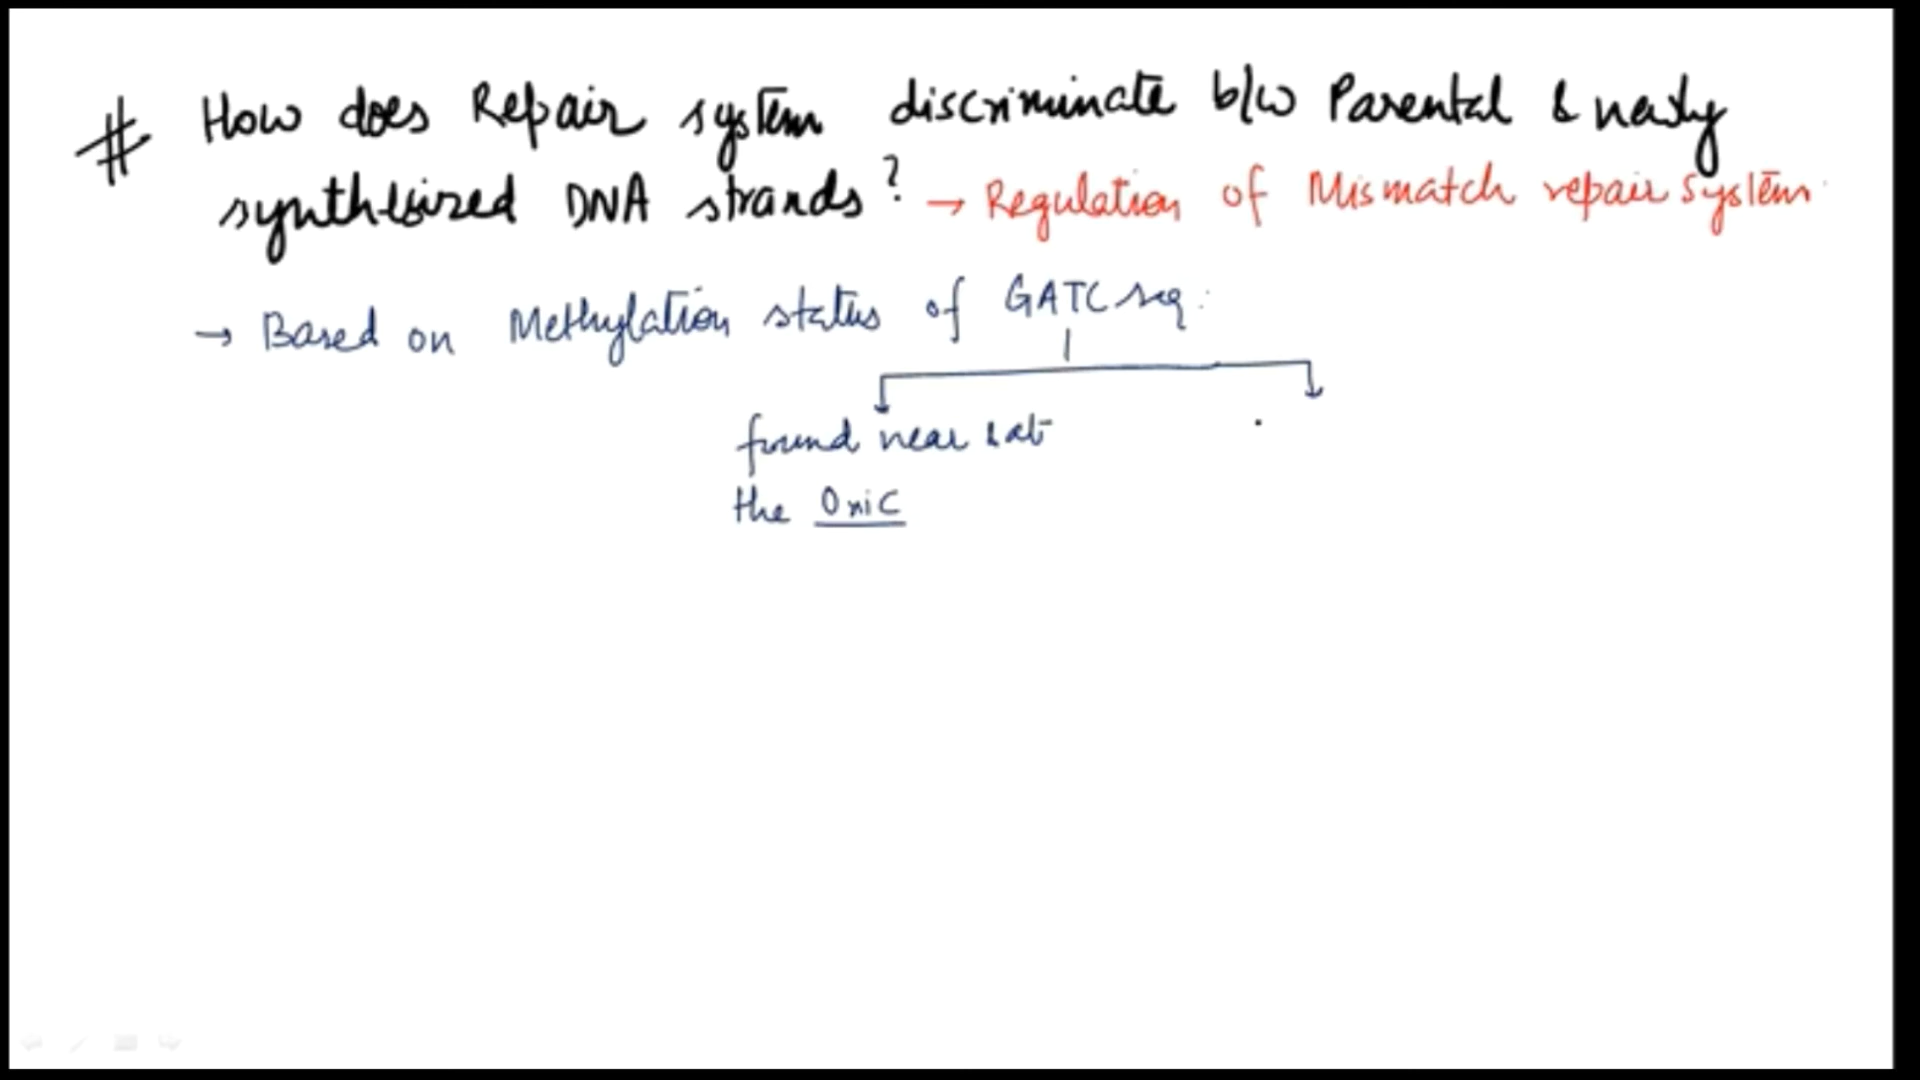 # How does Repair system discriminate b/w Parental & newly
synthesized DNA strands? → Regulation of Mismatch repair system
→ Based on Methylation status of GATC seq.
found near & at
the OriC